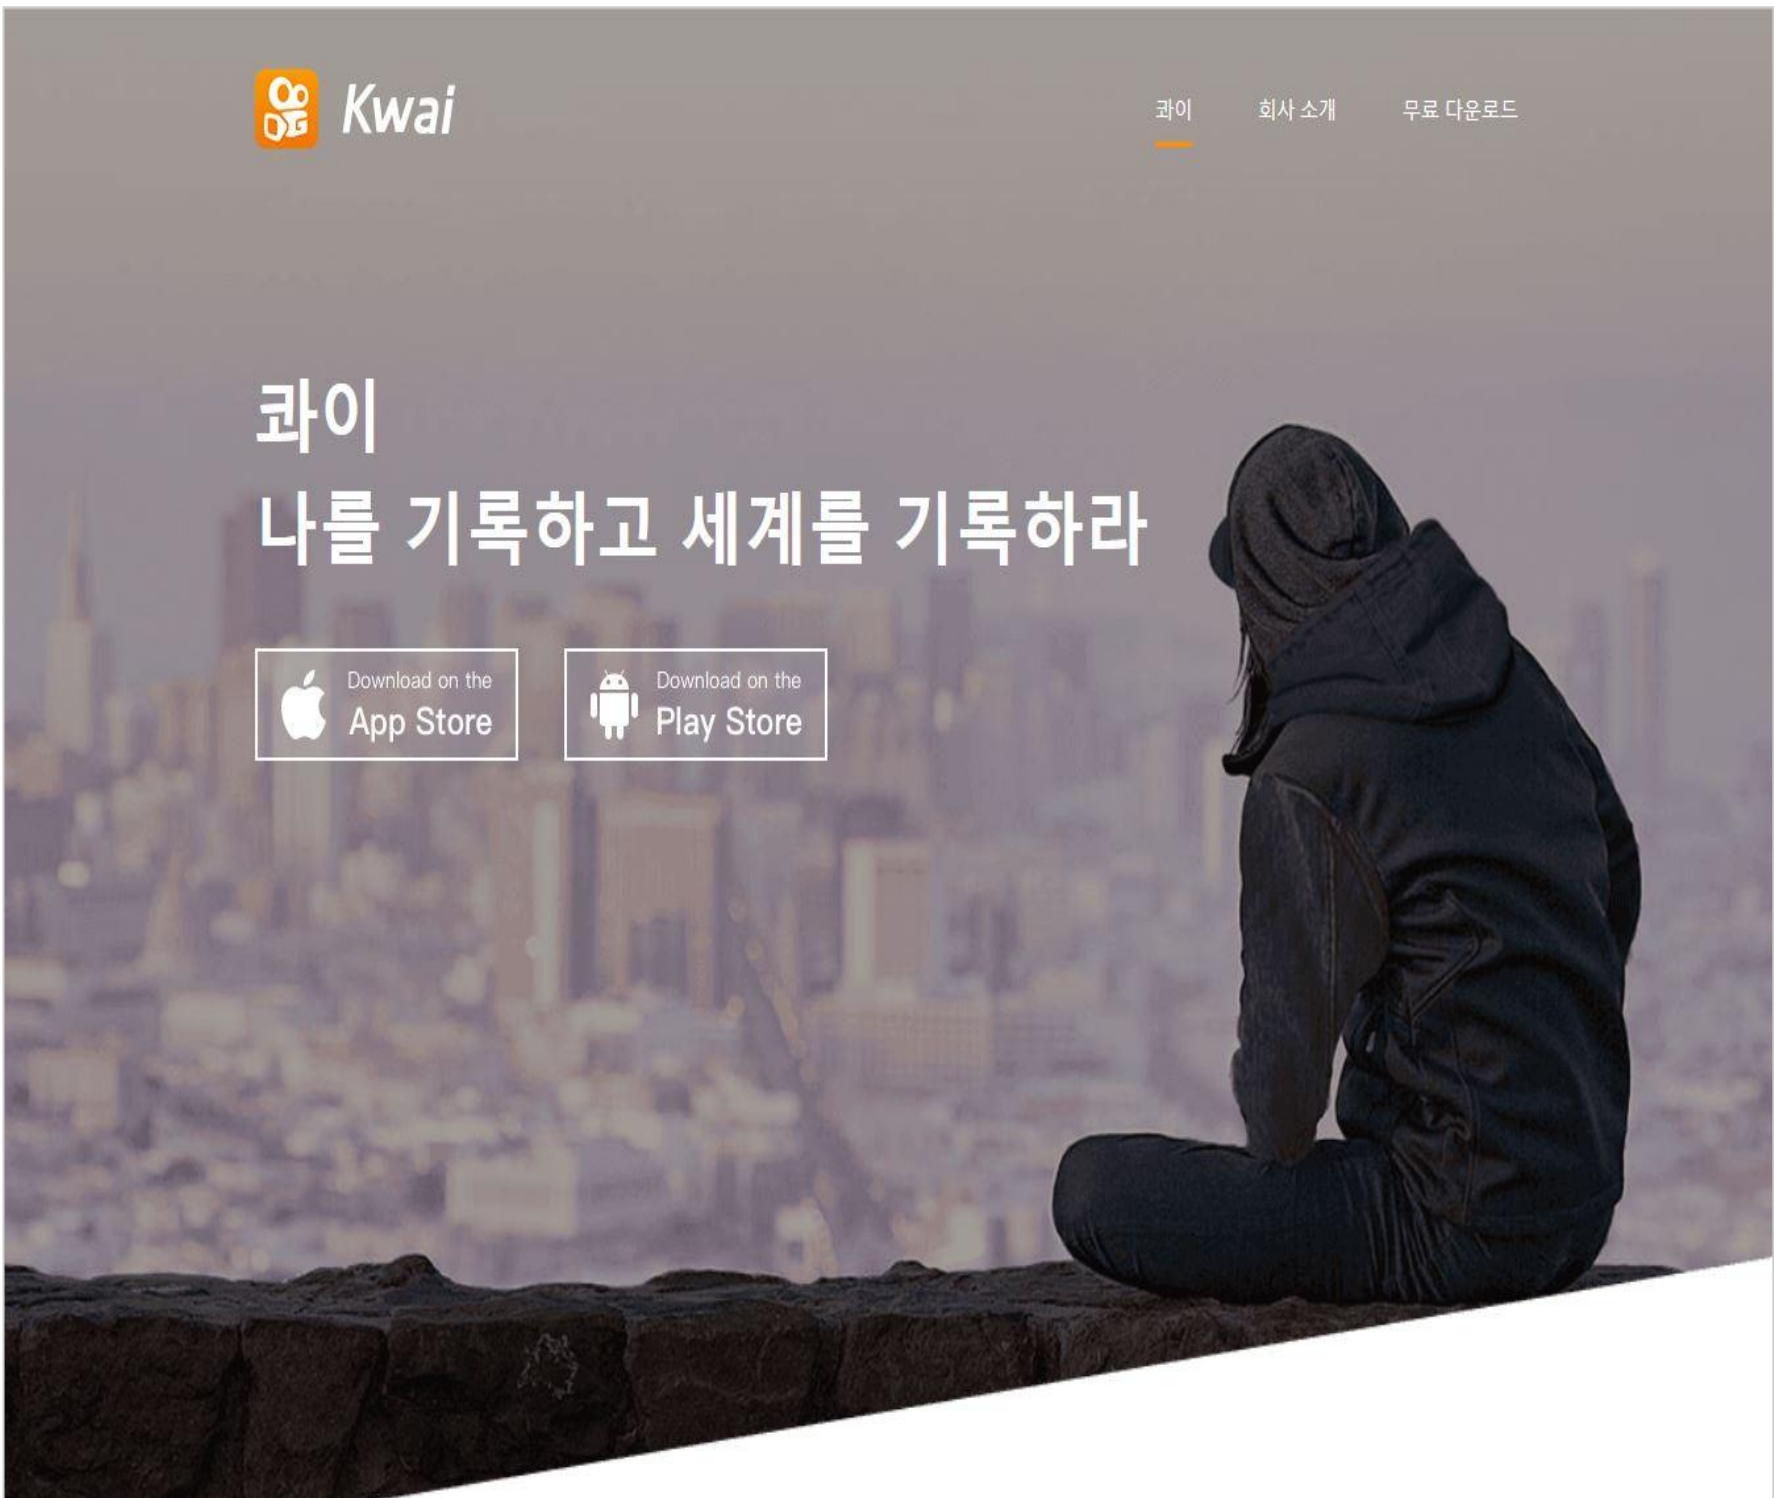 Kwai
콰이 회사 소개 무료 다운로드
콰이
나를 기록하고 세계를 기록하라
Download on the
App Store
Download on the
Play Store